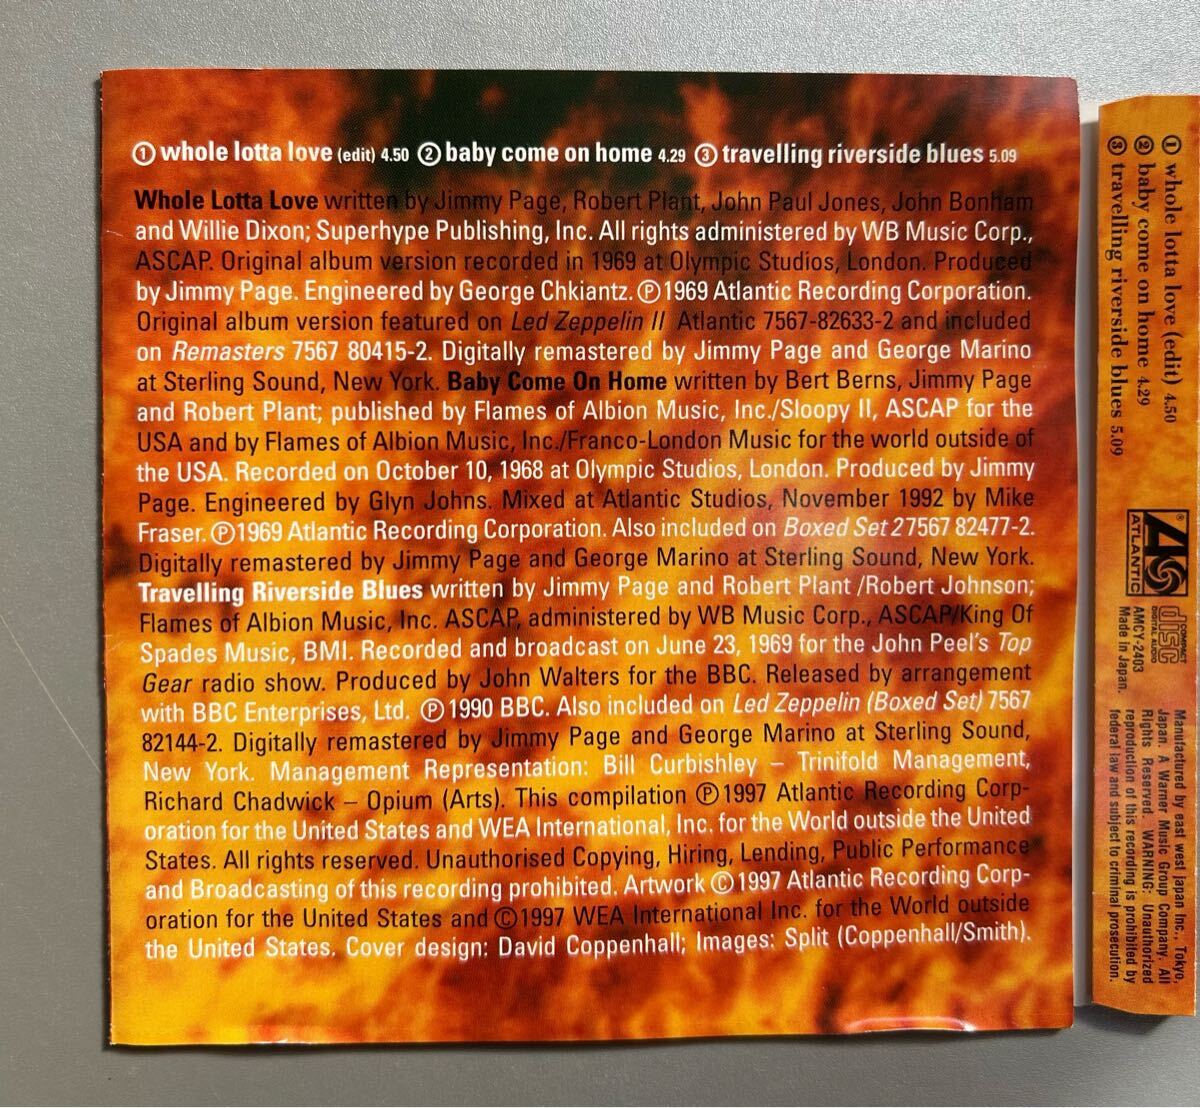 ① whole lotta love (edit) 4.50 ② baby come on home 4.29 ③ travelling riverside blues 5.09
Whole Lotta Love written by Jimmy Page, Robert Plant, John Paul Jones, John Bonham
and Willie Dixon; Superhype Publishing, Inc. All rights administered by WB Music Corp.,
ASCAP. Original album version recorded in 1969 at Olympic Studios, London. Produced
by Jimmy Page. Engineered by George Chkiantz. ℗1969 Atlantic Recording Corporation.
Original album version featured on Led Zeppelin II Atlantic 7567-82633-2 and included
on Remasters 7567 80415-2. Digitally remastered by Jimmy Page and George Marino
at Sterling Sound, New York. Baby Come On Home written by Bert Berns, Jimmy Page
and Robert Plant; published by Flames of Albion Music, Inc./Sloopy II, ASCAP for the
USA and by Flames of Albion Music, Inc./Franco-London Music for the world outside of
the USA. Recorded on October 10, 1968 at Olympic Studios, London. Produced by Jimmy
Page. Engineered by Glyn Johns. Mixed at Atlantic Studios, November 1992 by Mike
Fraser. ℗1969 Atlantic Recording Corporation. Also included on Boxed Set 2 7567 82477-2.
Digitally remastered by Jimmy Page and George Marino at Sterling Sound, New York.
Travelling Riverside Blues written by Jimmy Page and Robert Plant /Robert Johnson;
Flames of Albion Music, Inc. ASCAP, administered by WB Music Corp., ASCAP/King Of
Spades Music, BMI. Recorded and broadcast on June 23, 1969 for the John Peel's Top
Gear radio show. Produced by John Walters for the BBC. Released by arrangement
with BBC Enterprises, Ltd. ℗ 1990 BBC. Also included on Led Zeppelin (Boxed Set) 7567
82144-2. Digitally remastered by Jimmy Page and George Marino at Sterling Sound,
New York. Management Representation: Bill Curbishley – Trinifold Management,
Richard Chadwick – Opium (Arts). This compilation ℗ 1997 Atlantic Recording Corp-
oration for the United States and WEA International, Inc. for the World outside the United
States. All rights reserved. Unauthorised Copying, Hiring, Lending, Public Performance
and Broadcasting of this recording prohibited. Artwork © 1997 Atlantic Recording Corp-
oration for the United States and ©1997 WEA International Inc. for the World outside
the United States. Cover design: David Coppenhall; Images: Split (Coppenhall/Smith).
① whole lotta love (edit) 4.50
② baby come on home 4.29
③ travelling riverside blues 5.09
®
ATLANTIC
COMPACT
disc
DIGITAL AUDIO
AMCY-2403
Made in Japan.
Manufactured by east west japan Inc., Tokyo,
Japan. A Warner Music Group Company. All
Rights Reserved. WARNING: Unauthorized
reproduction of this recording is prohibited by
federal law and subject to criminal prosecution.